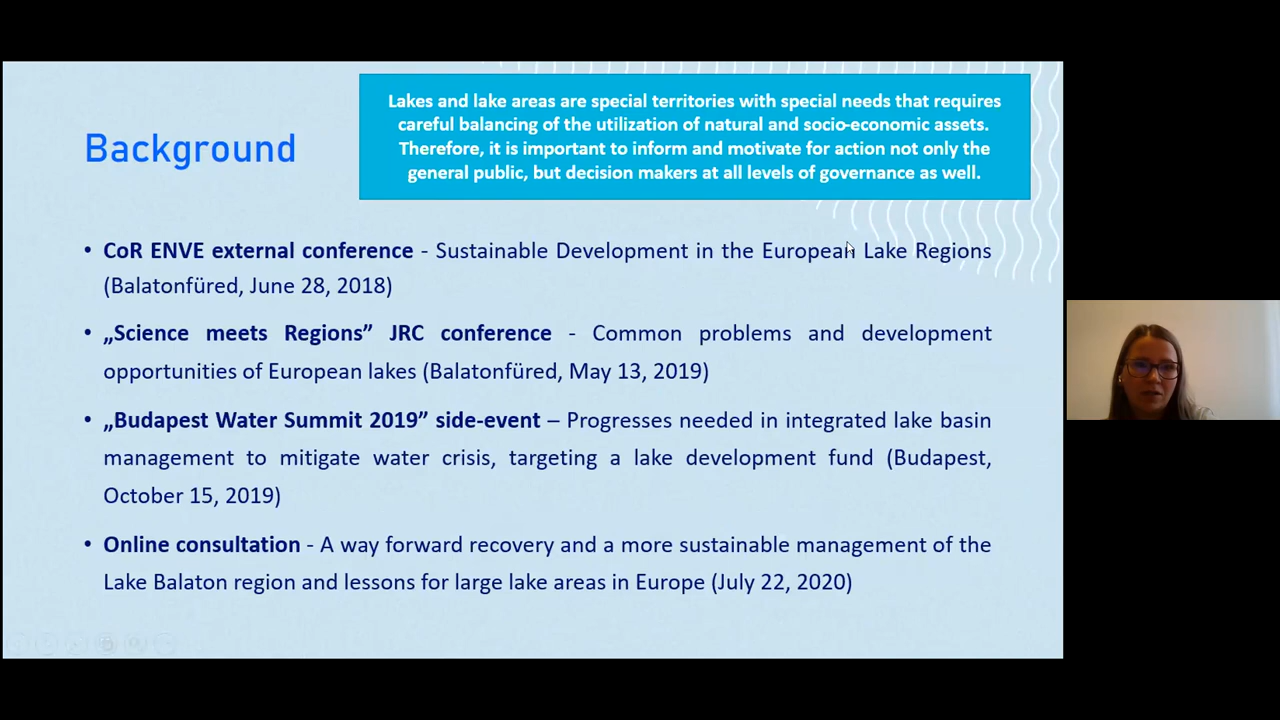 Background
Lakes and lake areas are special territories with special needs that requires
careful balancing of the utilization of natural and socio-economic assets.
Therefore, it is important to inform and motivate for action not only the
general public, but decision makers at all levels of governance as well.
• CoR ENVE external conference - Sustainable Development in the European Lake Regions
(Balatonfüred, June 28, 2018)
• „Science meets Regions” JRC conference - Common problems and development
opportunities of European lakes (Balatonfüred, May 13, 2019)
• „Budapest Water Summit 2019” side-event – Progresses needed in integrated lake basin
management to mitigate water crisis, targeting a lake development fund (Budapest,
October 15, 2019)
• Online consultation - A way forward recovery and a more sustainable management of the
Lake Balaton region and lessons for large lake areas in Europe (July 22, 2020)